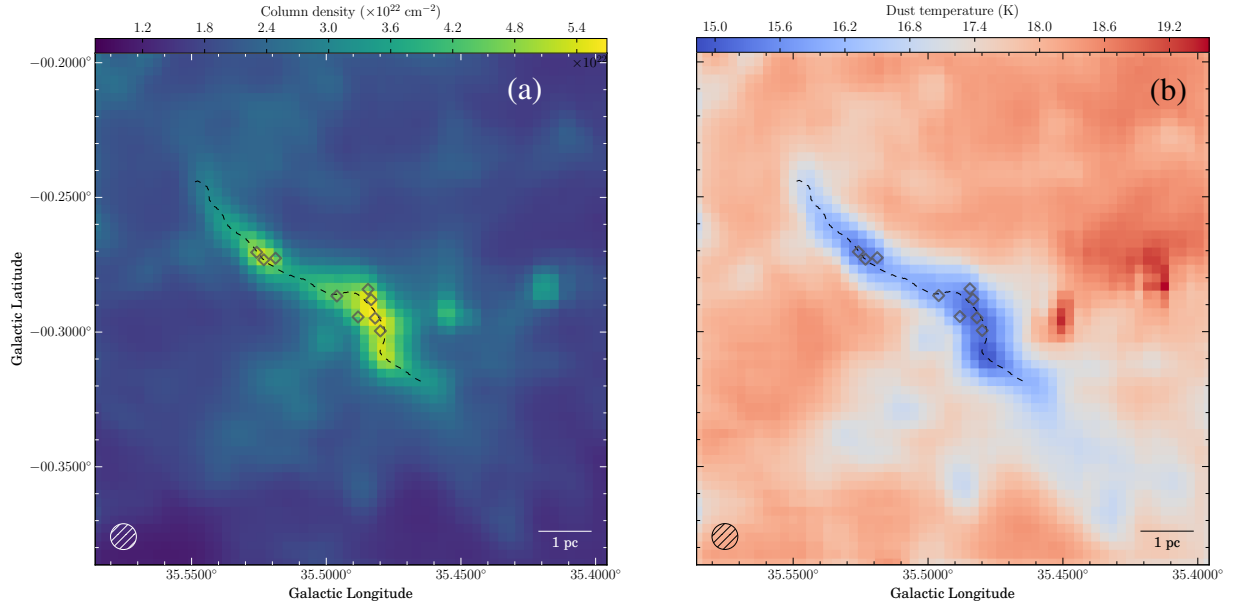 Column density (×10²² cm⁻²)
1.2 1.8 2.4 3.0 3.6 4.2 4.8 5.4
(a)
−00.2000°
−00.2500°
−00.3000°
−00.3500°
Galactic Latitude
1 pc
35.5500° 35.5000° 35.4500° 35.4000°
Galactic Longitude
Dust temperature (K)
15.0 15.6 16.2 16.8 17.4 18.0 18.6 19.2
(b)
1 pc
35.5500° 35.5000° 35.4500° 35.4000°
Galactic Longitude